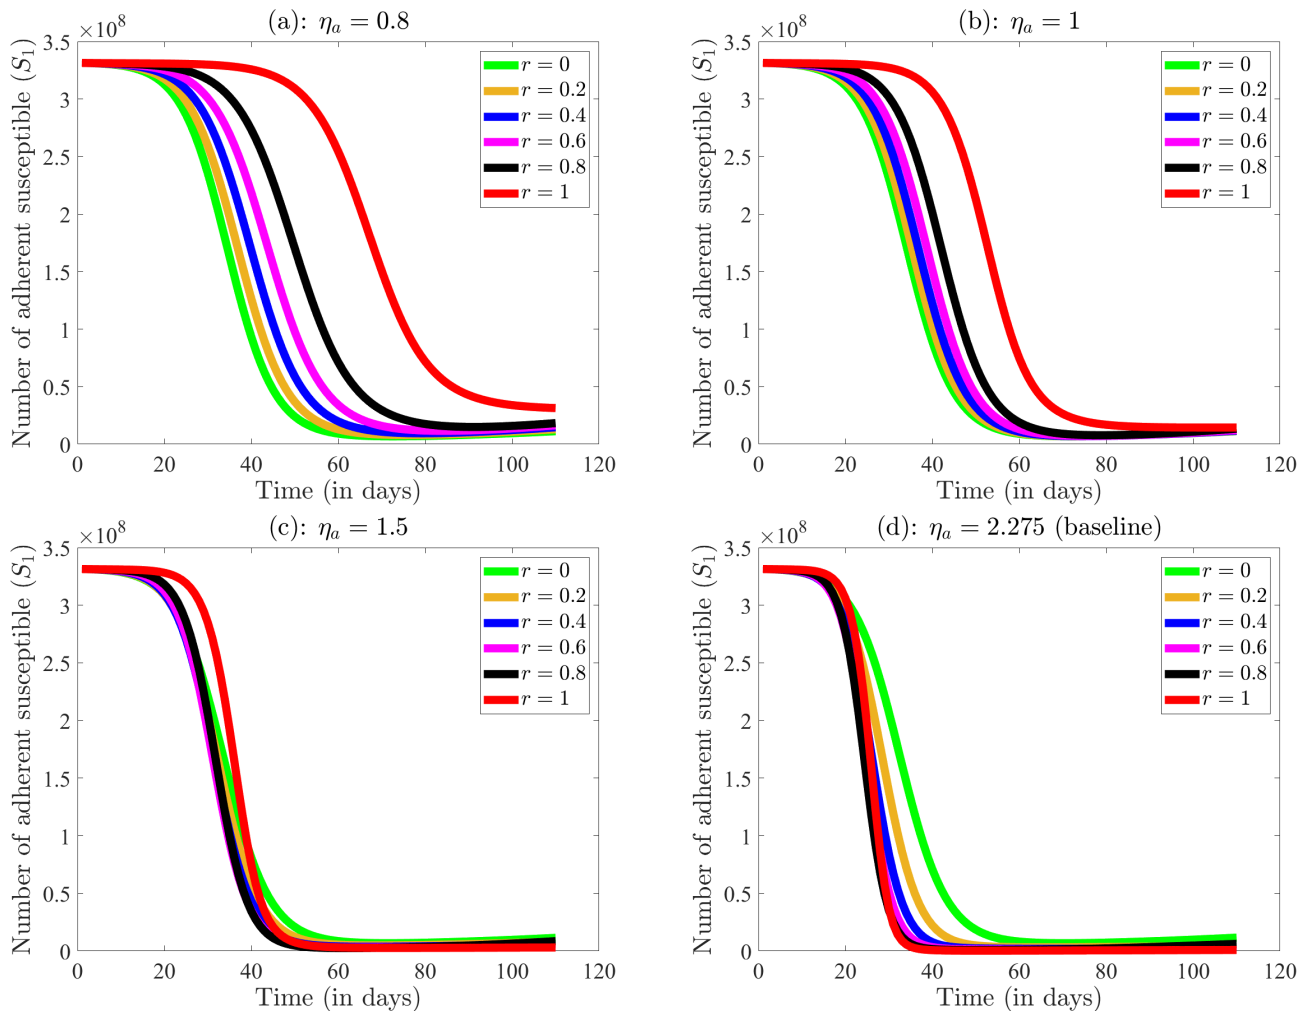 (a): η_a = 0.8
×10^8
3.5
3
2.5
2
1.5
1
0.5
0
Number of adherent susceptible (S_1)
r = 0
r = 0.2
r = 0.4
r = 0.6
r = 0.8
r = 1
0 20 40 60 80 100 120
Time (in days)
(b): η_a = 1
×10^8
3.5
3
2.5
2
1.5
1
0.5
0
Number of adherent susceptible (S_1)
r = 0
r = 0.2
r = 0.4
r = 0.6
r = 0.8
r = 1
0 20 40 60 80 100 120
Time (in days)
(c): η_a = 1.5
×10^8
3.5
3
2.5
2
1.5
1
0.5
0
Number of adherent susceptible (S_1)
r = 0
r = 0.2
r = 0.4
r = 0.6
r = 0.8
r = 1
0 20 40 60 80 100 120
Time (in days)
(d): η_a = 2.275 (baseline)
×10^8
3.5
3
2.5
2
1.5
1
0.5
0
Number of adherent susceptible (S_1)
r = 0
r = 0.2
r = 0.4
r = 0.6
r = 0.8
r = 1
0 20 40 60 80 100 120
Time (in days)